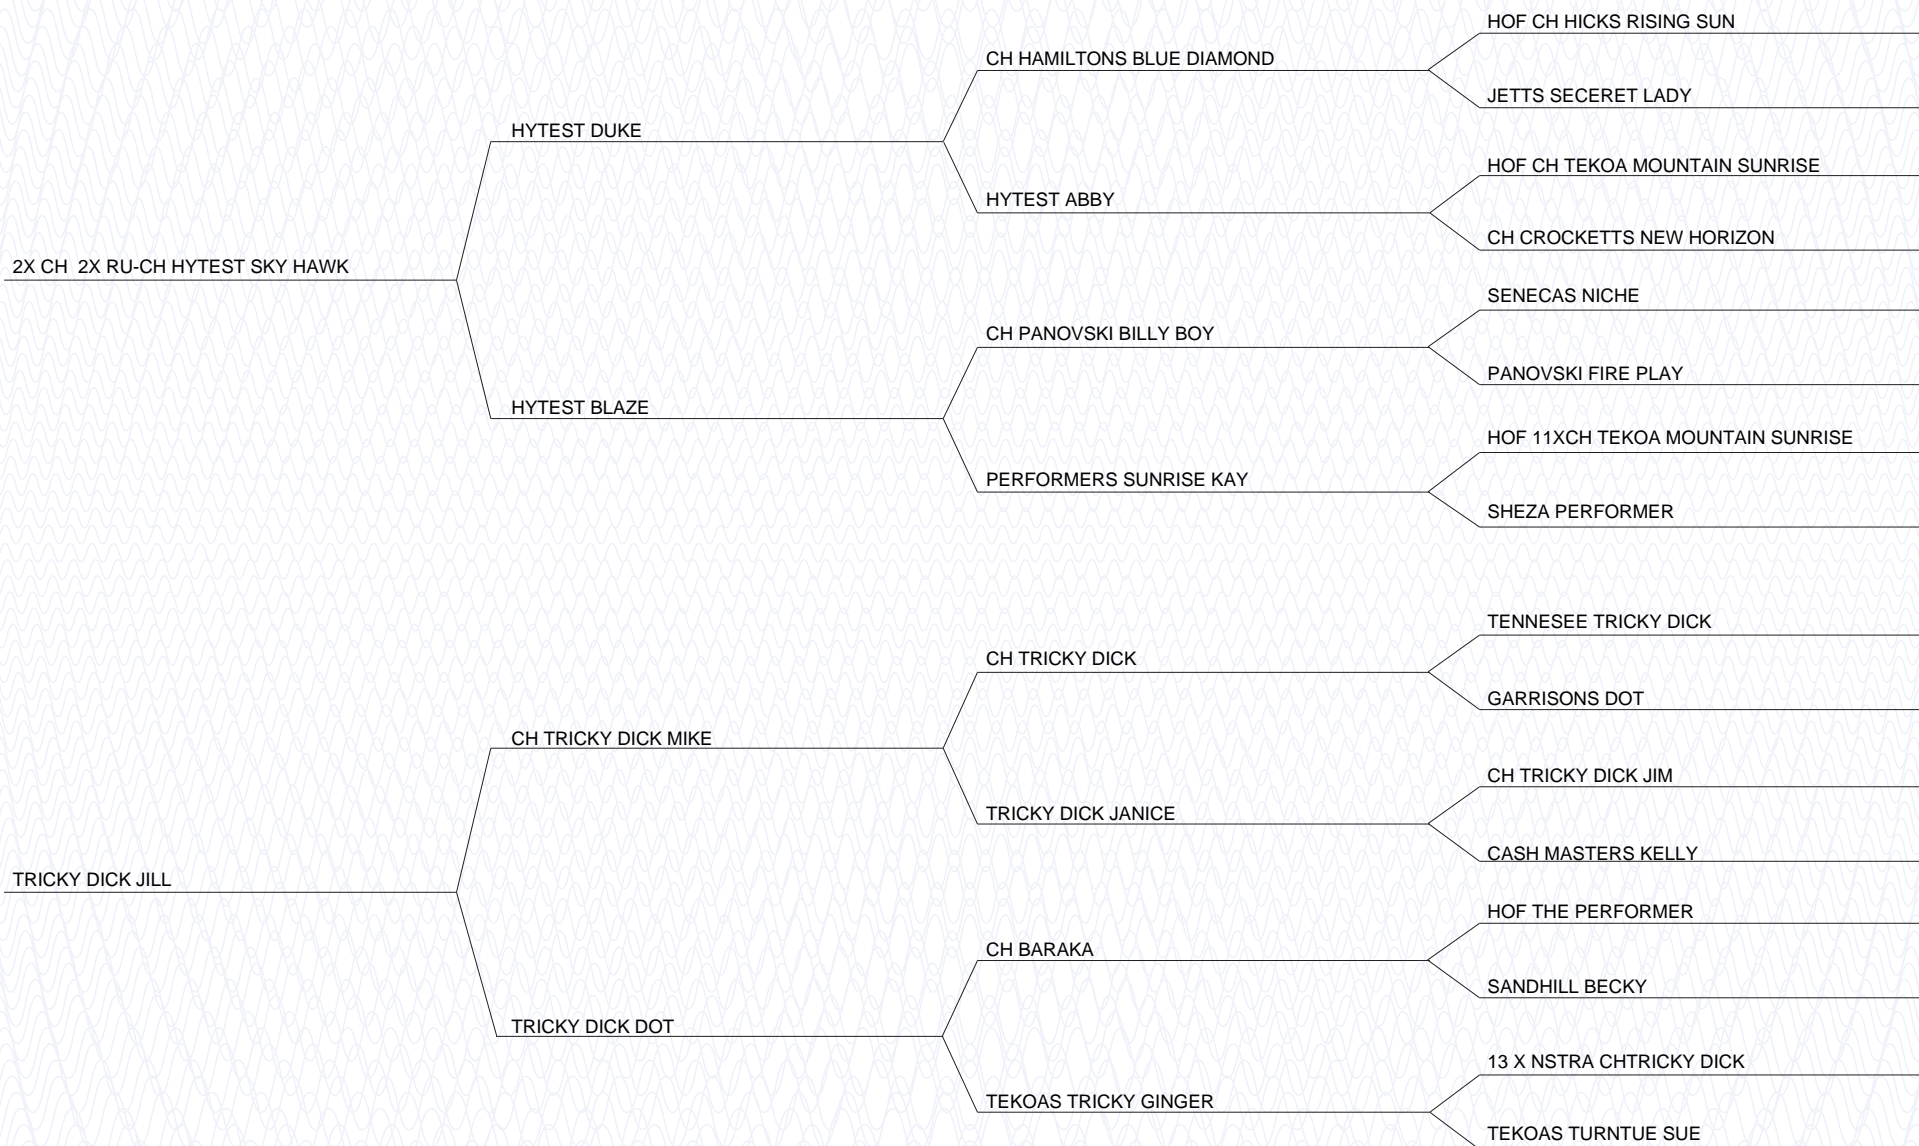 HOF CH HICKS RISING SUN
CH HAMILTONS BLUE DIAMOND
JETTS SECERET LADY
HYTEST DUKE
HOF CH TEKOA MOUNTAIN SUNRISE
HYTEST ABBY
CH CROCKETTS NEW HORIZON
2X CH  2X RU-CH HYTEST SKY HAWK
SENECAS NICHE
CH PANOVSKI BILLY BOY
PANOVSKI FIRE PLAY
HYTEST BLAZE
HOF 11XCH TEKOA MOUNTAIN SUNRISE
PERFORMERS SUNRISE KAY
SHEZA PERFORMER
TENNESEE TRICKY DICK
CH TRICKY DICK
GARRISONS DOT
CH TRICKY DICK MIKE
CH TRICKY DICK JIM
TRICKY DICK JANICE
CASH MASTERS KELLY
TRICKY DICK JILL
HOF THE PERFORMER
CH BARAKA
SANDHILL BECKY
TRICKY DICK DOT
13 X NSTRA CHTRICKY DICK
TEKOAS TRICKY GINGER
TEKOAS TURNTUE SUE